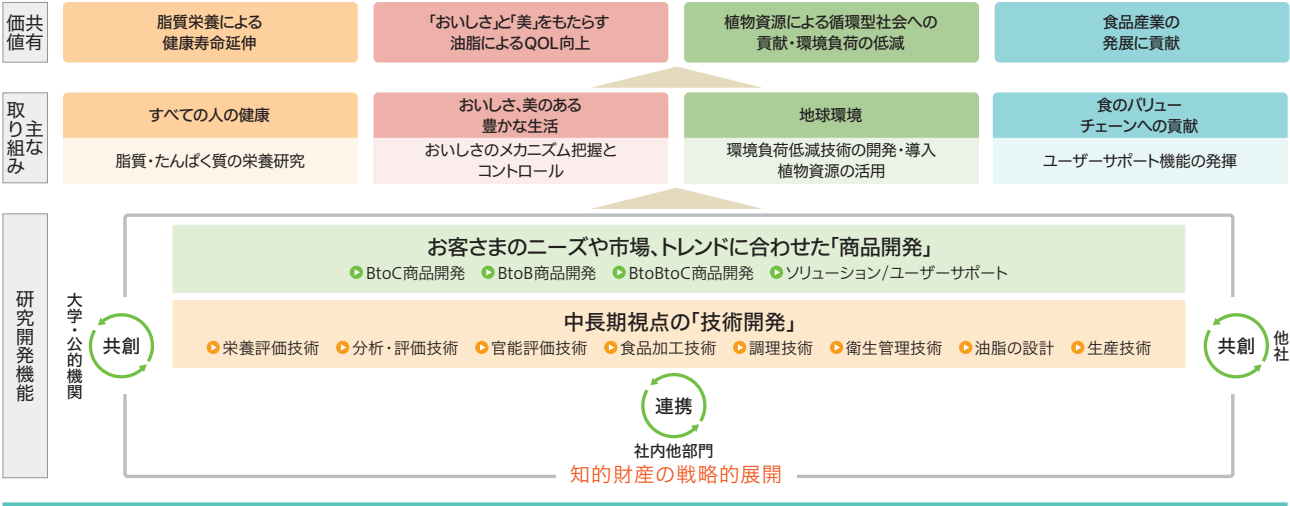 共有価値
脂質栄養による
健康寿命延伸
「おいしさ」と「美」をもたらす
油脂によるQOL向上
植物資源による循環型社会への
貢献・環境負荷の低減
食品産業の
発展に貢献
主な取り組み
すべての人の健康
脂質・たんぱく質の栄養研究
おいしさ、美のある
豊かな生活
おいしさのメカニズム把握と
コントロール
地球環境
環境負荷低減技術の開発・導入
植物資源の活用
食のバリュー
チェーンへの貢献
ユーザーサポート機能の発揮
研究開発機能
大学・公的機関
共創
お客さまのニーズや市場、トレンドに合わせた「商品開発」
BtoC商品開発 BtoB商品開発 BtoBtoC商品開発 ソリューション/ユーザーサポート
中長期視点の「技術開発」
栄養評価技術 分析・評価技術 官能評価技術 食品加工技術 調理技術 衛生管理技術 油脂の設計 生産技術
共創
他社
連携
社内他部門
知的財産の戦略的展開